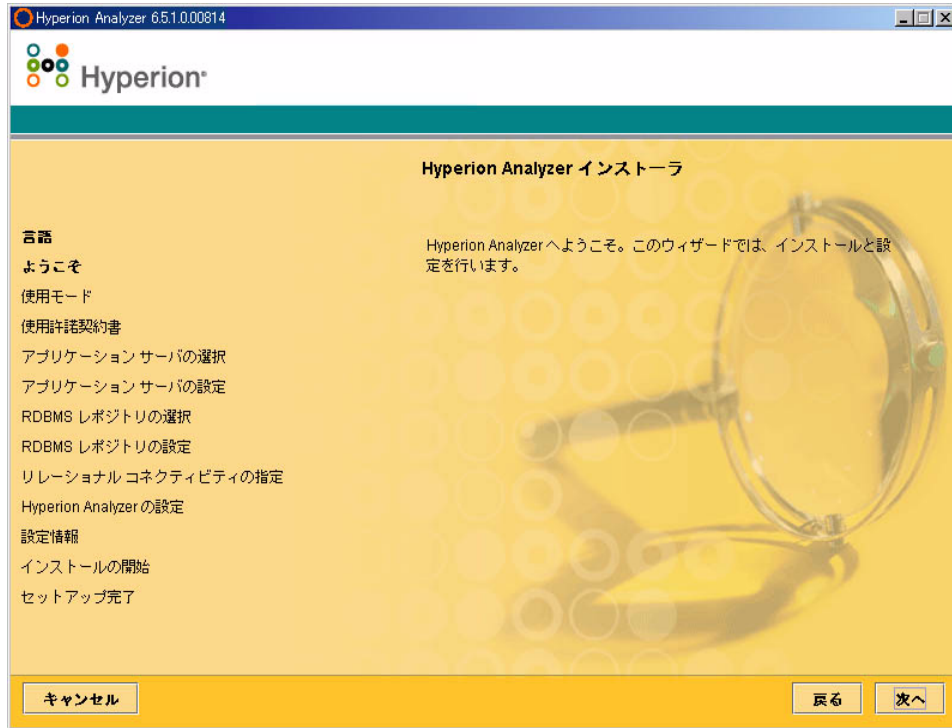 Hyperion Analyzer 6.5.1.0.00814
Hyperion
Hyperion Analyzer インストーラ
Hyperion Analyzer へようこそ。このウィザードでは、インストールと設
定を行います。
言語
ようこそ
使用モード
使用許諾契約書
アプリケーション サーバの選択
アプリケーション サーバの設定
RDBMS レポジトリの選択
RDBMS レポジトリの設定
リレーショナル コネクティビティの指定
Hyperion Analyzer の設定
設定情報
インストールの開始
セットアップ完了
キャンセル
戻る
次へ